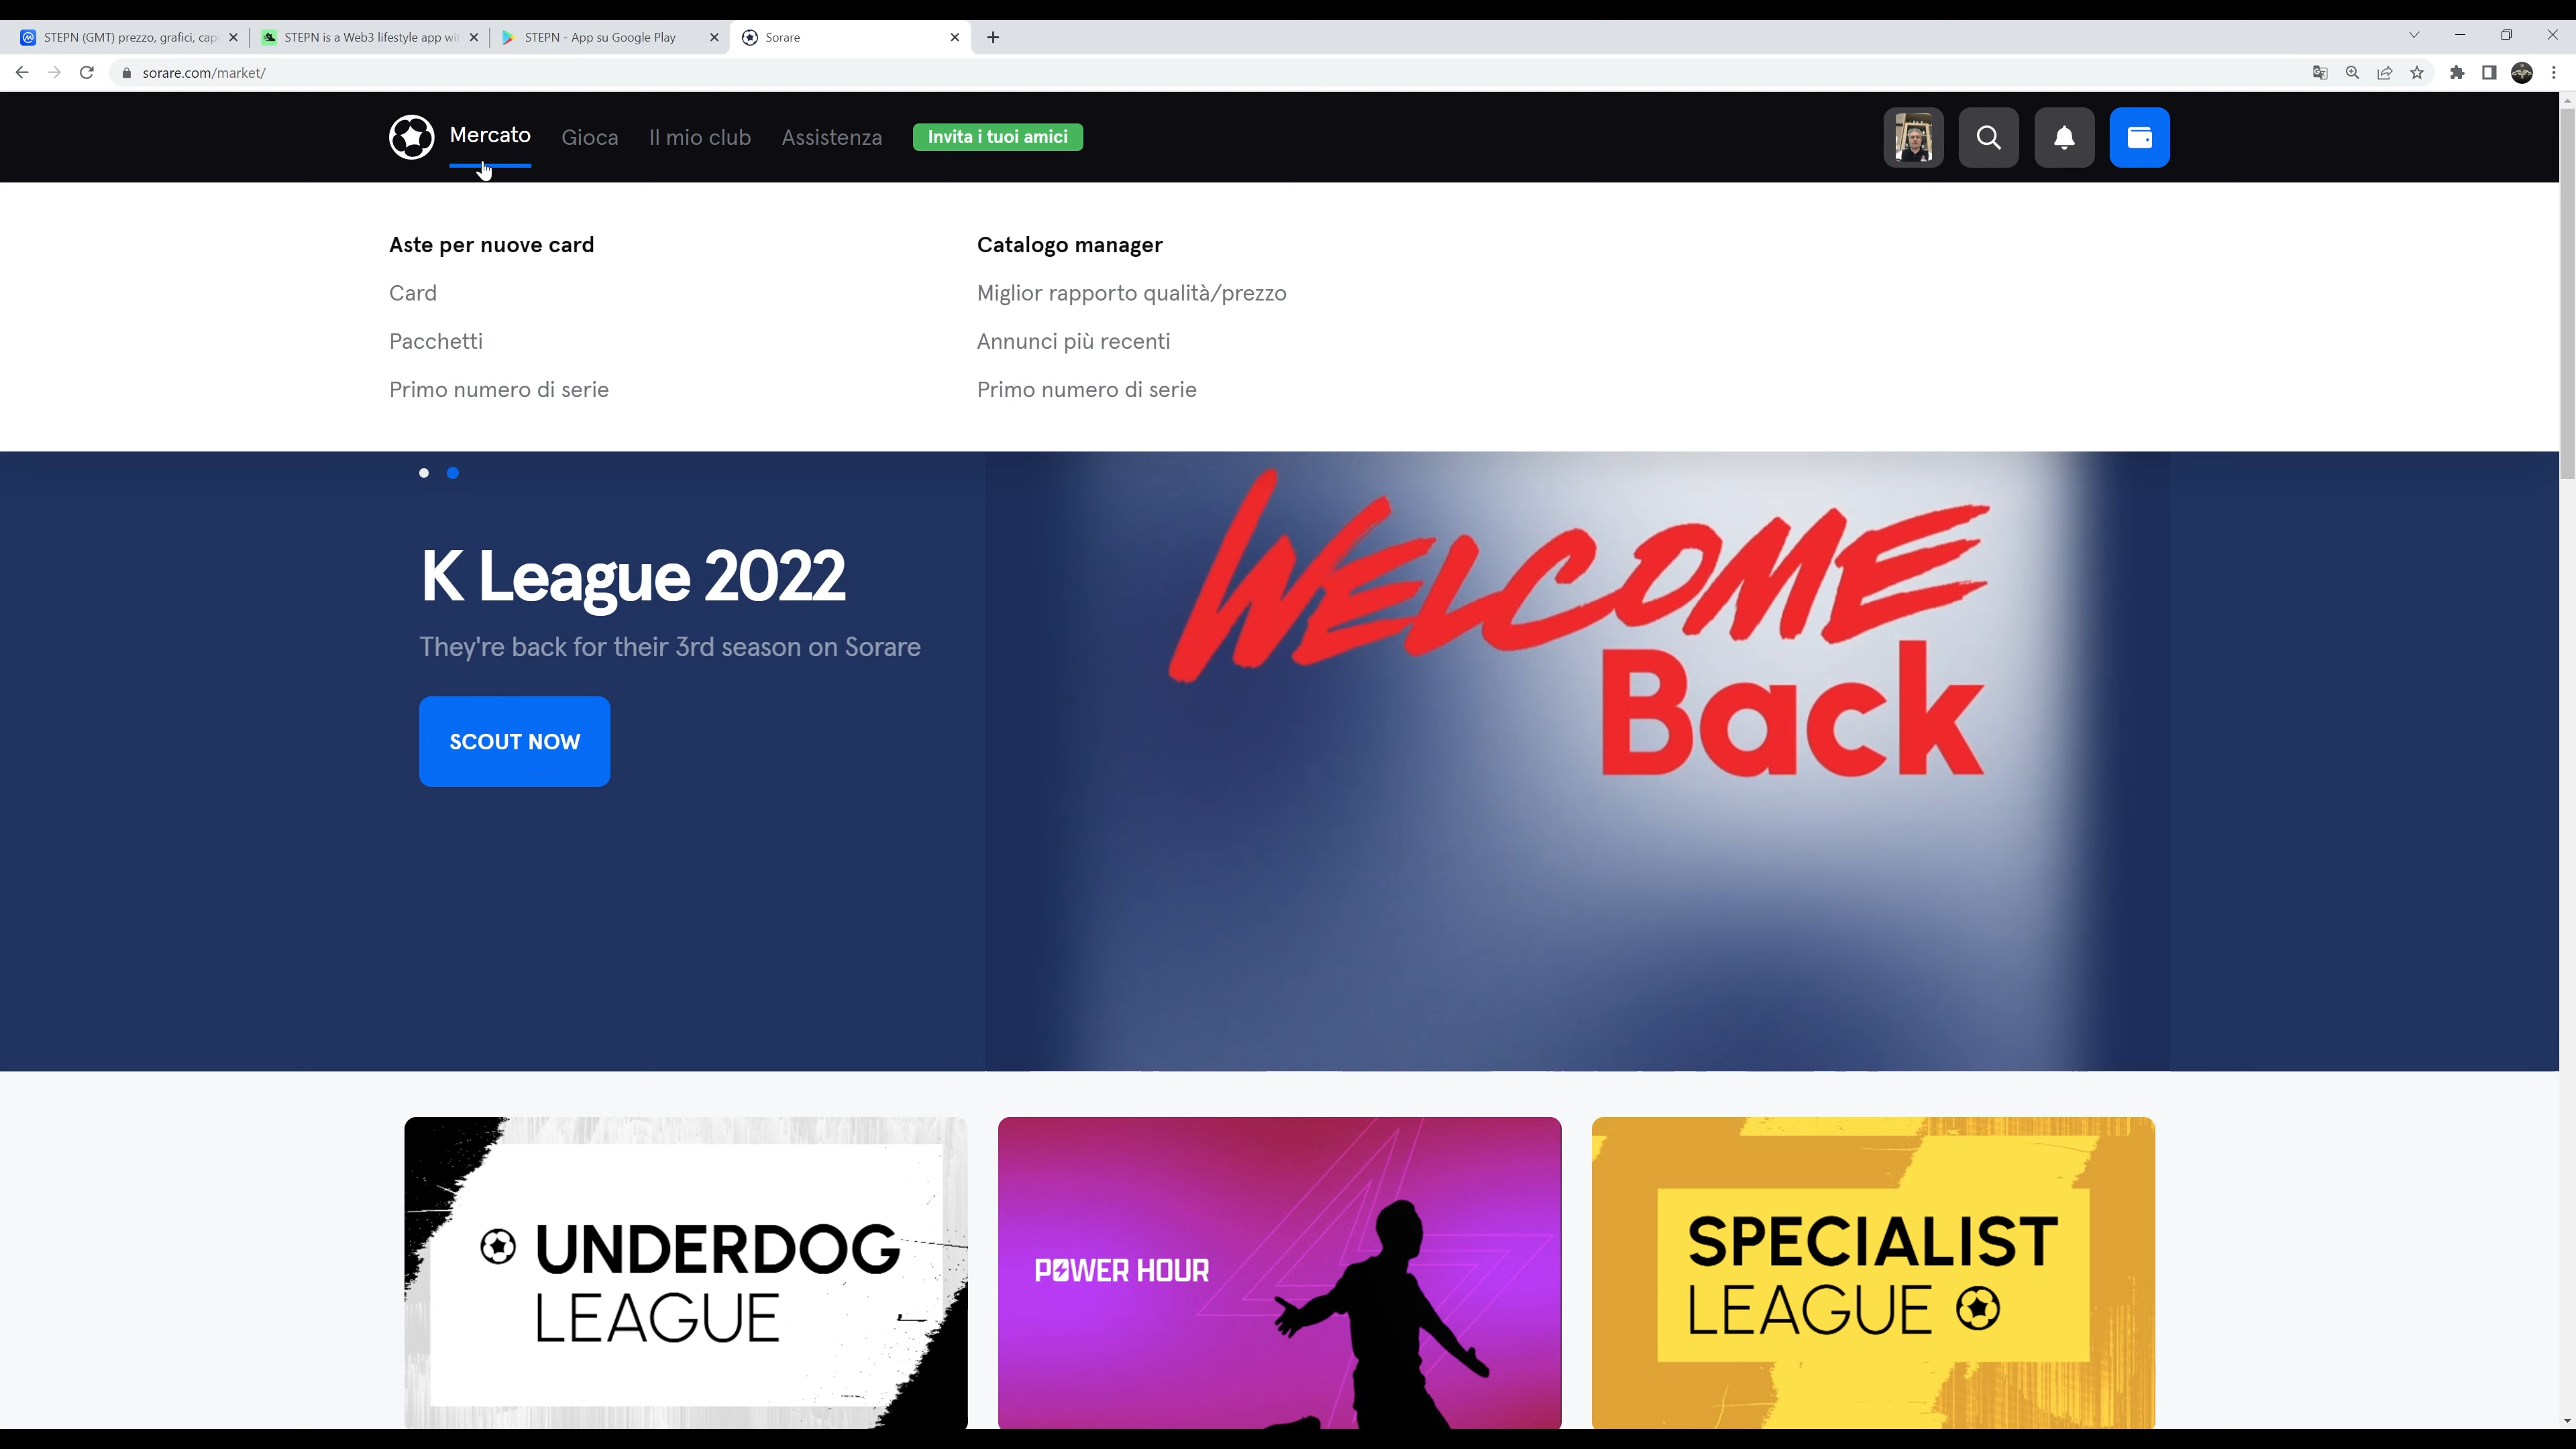 STEPN (GMT) prezzo, grafici, cap
STEPN is a Web3 lifestyle app wit
STEPN - App su Google Play
Sorare
sorare.com/market/
Mercato
Gioca
Il mio club
Assistenza
Invita i tuoi amici
Aste per nuove card
Card
Pacchetti
Primo numero di serie
Catalogo manager
Miglior rapporto qualità/prezzo
Annunci più recenti
Primo numero di serie
K League 2022
They're back for their 3rd season on Sorare
SCOUT NOW
WELCOME
Back
UNDERDOG
LEAGUE
POWER HOUR
SPECIALIST
LEAGUE